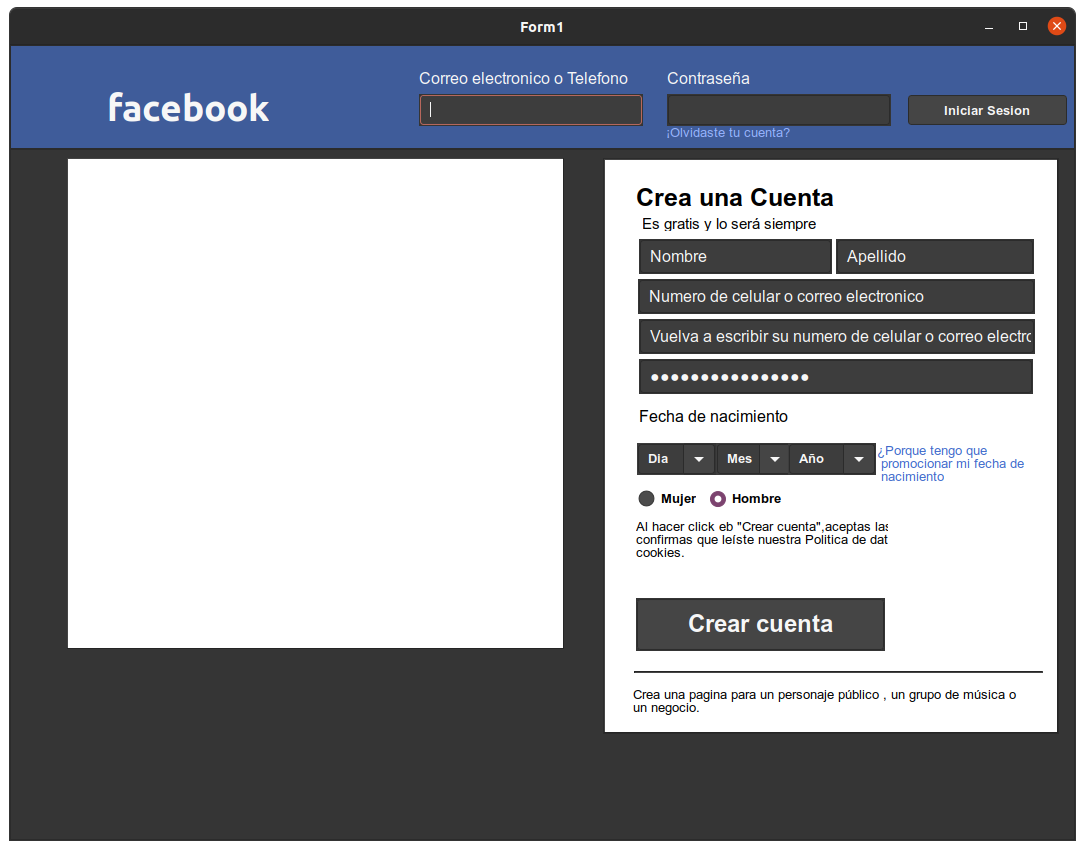 Form1
Correo electronico o Telefono
Contraseña
facebook
Iniciar Sesion
¡Olvidaste tu cuenta?
Crea una Cuenta
Es gratis y lo será siempre
Nombre
Apellido
Numero de celular o correo electronico
Vuelva a escribir su numero de celular o correo electro
●●●●●●●●●●●●●●●●
Fecha de nacimiento
Dia
Mes
Año
¿Porque tengo que
promocionar mi fecha de
nacimiento
Mujer
Hombre
Al hacer click eb "Crear cuenta",aceptas las
confirmas que leíste nuestra Politica de dat
cookies.
Crear cuenta
Crea una pagina para un personaje público , un grupo de música o
un negocio.